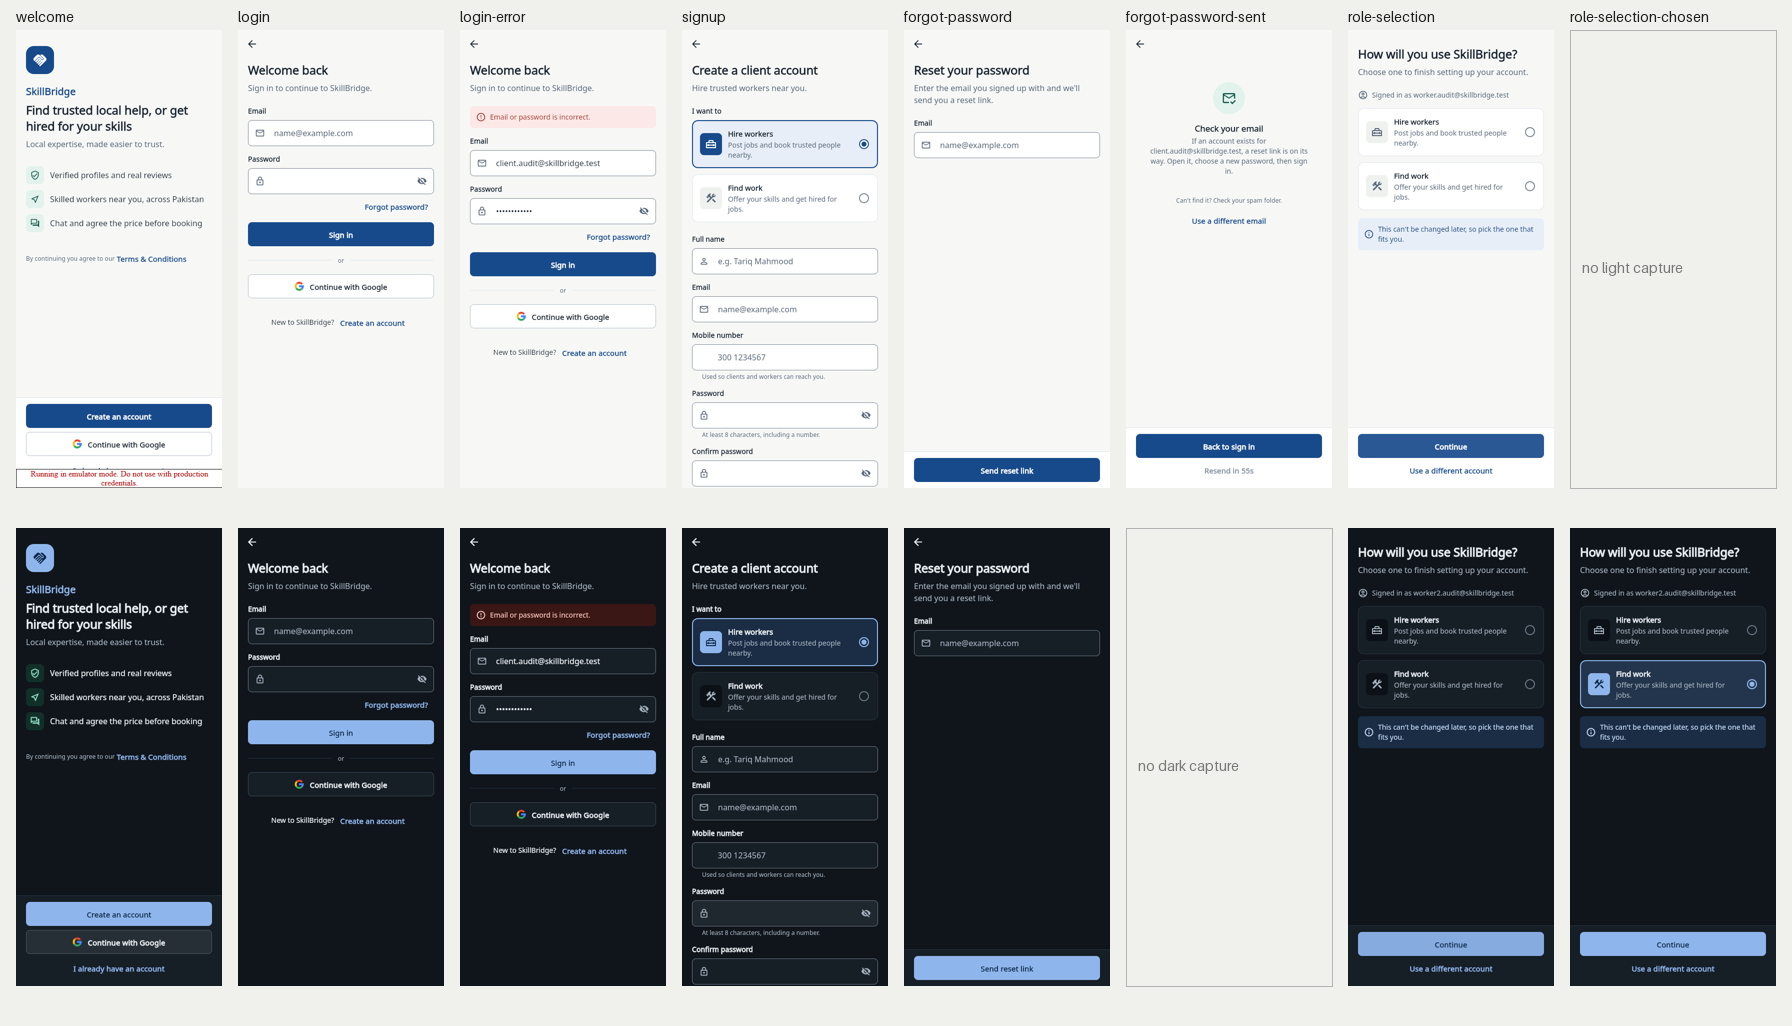 welcome
login
login-error
signup
forgot-password
forgot-password-sent
role-selection
role-selection-chosen
SkillBridge
Find trusted local help, or get
hired for your skills
Local expertise, made easier to trust.
Verified profiles and real reviews
Skilled workers near you, across Pakistan
Chat and agree the price before booking
By continuing you agree to our Terms & Conditions
Create an account
Continue with Google
Running in emulator mode. Do not use with production
credentials.
Welcome back
Sign in to continue to SkillBridge.
Email
name@example.com
Password
Forgot password?
Sign in
or
Continue with Google
New to SkillBridge? Create an account
Welcome back
Sign in to continue to SkillBridge.
Email or password is incorrect.
Email
client.audit@skillbridge.test
Password
••••••••••••
Forgot password?
Sign in
or
Continue with Google
New to SkillBridge? Create an account
Create a client account
Hire trusted workers near you.
I want to
Hire workers
Post jobs and book trusted people
nearby.
Find work
Offer your skills and get hired for
jobs.
Full name
e.g. Tariq Mahmood
Email
name@example.com
Mobile number
300 1234567
Used so clients and workers can reach you.
Password
At least 8 characters, including a number.
Confirm password
Reset your password
Enter the email you signed up with and we'll
send you a reset link.
Email
name@example.com
Send reset link
Check your email
If an account exists for
client.audit@skillbridge.test, a reset link is on its
way. Open it, choose a new password, then sign
in.
Can't find it? Check your spam folder.
Use a different email
Back to sign in
Resend in 55s
How will you use SkillBridge?
Choose one to finish setting up your account.
Signed in as worker.audit@skillbridge.test
Hire workers
Post jobs and book trusted people
nearby.
Find work
Offer your skills and get hired for
jobs.
This can't be changed later, so pick the one that
fits you.
Continue
Use a different account
no light capture
SkillBridge
Find trusted local help, or get
hired for your skills
Local expertise, made easier to trust.
Verified profiles and real reviews
Skilled workers near you, across Pakistan
Chat and agree the price before booking
By continuing you agree to our Terms & Conditions
Create an account
Continue with Google
I already have an account
Welcome back
Sign in to continue to SkillBridge.
Email
name@example.com
Password
Forgot password?
Sign in
or
Continue with Google
New to SkillBridge? Create an account
Welcome back
Sign in to continue to SkillBridge.
Email or password is incorrect.
Email
client.audit@skillbridge.test
Password
••••••••••••
Forgot password?
Sign in
or
Continue with Google
New to SkillBridge? Create an account
Create a client account
Hire trusted workers near you.
I want to
Hire workers
Post jobs and book trusted people
nearby.
Find work
Offer your skills and get hired for
jobs.
Full name
e.g. Tariq Mahmood
Email
name@example.com
Mobile number
300 1234567
Used so clients and workers can reach you.
Password
At least 8 characters, including a number.
Confirm password
Reset your password
Enter the email you signed up with and we'll
send you a reset link.
Email
name@example.com
Send reset link
no dark capture
How will you use SkillBridge?
Choose one to finish setting up your account.
Signed in as worker2.audit@skillbridge.test
Hire workers
Post jobs and book trusted people
nearby.
Find work
Offer your skills and get hired for
jobs.
This can't be changed later, so pick the one that
fits you.
Continue
Use a different account
How will you use SkillBridge?
Choose one to finish setting up your account.
Signed in as worker2.audit@skillbridge.test
Hire workers
Post jobs and book trusted people
nearby.
Find work
Offer your skills and get hired for
jobs.
This can't be changed later, so pick the one that
fits you.
Continue
Use a different account